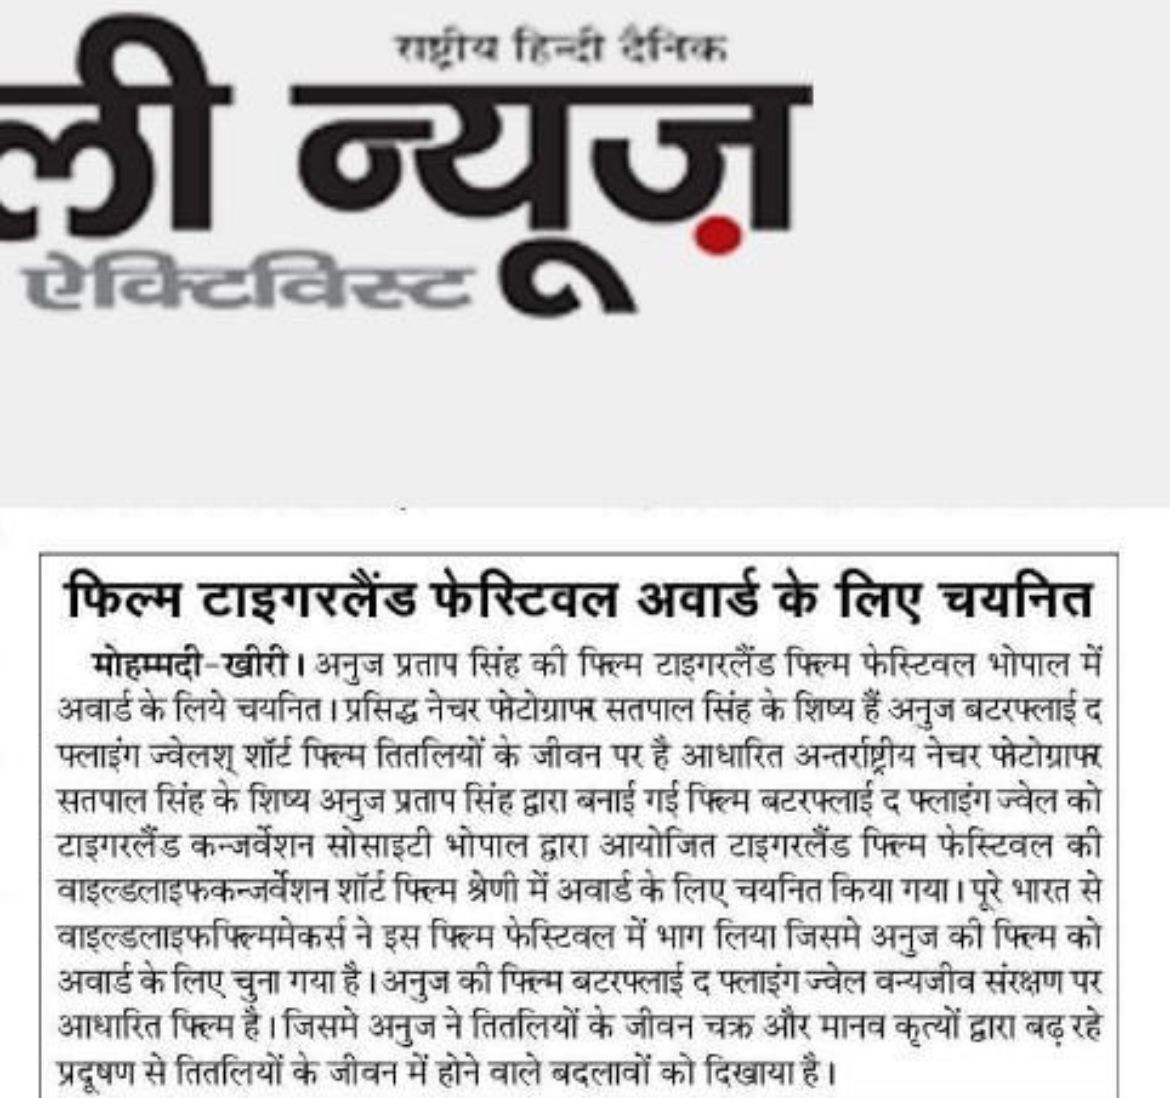 राष्ट्रीय हिन्दी दैनिक
ली न्यूज़
ऐक्टिविस्ट
फिल्म टाइगरलैंड फेस्टिवल अवार्ड के लिए चयनित
मोहम्मदी-खीरी। अनुज प्रताप सिंह की फिल्म टाइगरलैंड फिल्म फेस्टिवल भोपाल में
अवार्ड के लिये चयनित। प्रसिद्ध नेचर फोटोग्राफर सतपाल सिंह के शिष्य हैं अनुज बटरफ्लाई द
फ्लाइंग ज्वेलश् शॉर्ट फिल्म तितलियों के जीवन पर है आधारित अन्तर्राष्ट्रीय नेचर फोटोग्राफर
सतपाल सिंह के शिष्य अनुज प्रताप सिंह द्वारा बनाई गई फिल्म बटरफ्लाई द फ्लाइंग ज्वेल को
टाइगरलैंड कन्जर्वेशन सोसाइटी भोपाल द्वारा आयोजित टाइगरलैंड फिल्म फेस्टिवल की
वाइल्डलाइफकन्जर्वेशन शॉर्ट फिल्म श्रेणी में अवार्ड के लिए चयनित किया गया। पूरे भारत से
वाइल्डलाइफफिल्ममेकर्स ने इस फिल्म फेस्टिवल में भाग लिया जिसमे अनुज की फिल्म को
अवार्ड के लिए चुना गया है। अनुज की फिल्म बटरफ्लाई द फ्लाइंग ज्वेल वन्यजीव संरक्षण पर
आधारित फिल्म है। जिसमे अनुज ने तितलियों के जीवन चक्र और मानव कृत्यों द्वारा बढ़ रहे
प्रदूषण से तितलियों के जीवन में होने वाले बदलावों को दिखाया है।